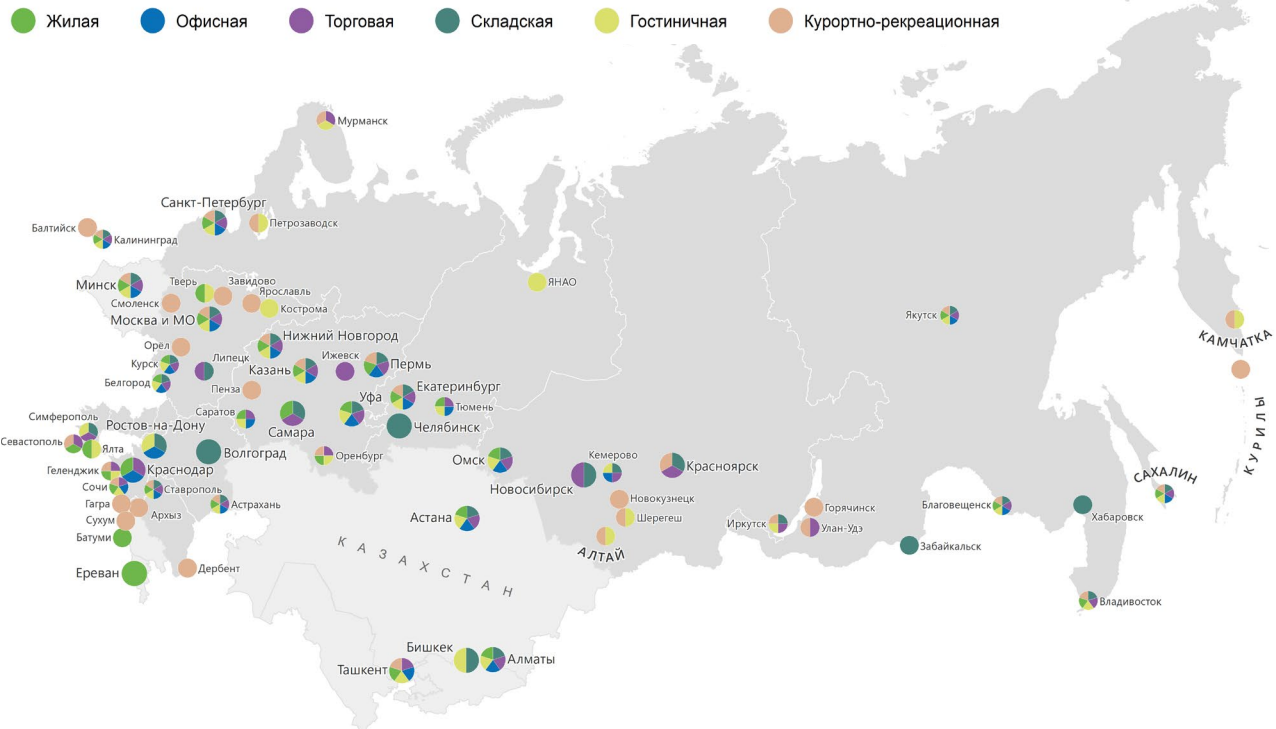 Жилая
Офисная
Торговая
Складская
Гостиничная
Курортно-рекреационная
Мурманск
Санкт-Петербург
Петрозаводск
Балтийск
Калининград
Минск
Тверь
Завидово
Ярославль
Кострома
Смоленск
Москва и МО
ЯНАО
Якутск
КАМЧАТКА
КУРИЛЫ
Нижний Новгород
Орёл
Липецк
Ижевск
Курск
Казань
Пермь
Белгород
Пенза
Екатеринбург
Уфа
Тюмень
Саратов
Самара
Челябинск
Симферополь
Ростов-на-Дону
Севастополь
Ялта
Волгоград
Оренбург
Омск
Кемерово
Новосибирск
Красноярск
Геленджик
Краснодар
Сочи
Ставрополь
Новокузнецк
Шерегеш
АЛТАЙ
Гагра
Архыз
Астрахань
Сухум
Батуми
Ереван
Дербент
Астана
КАЗАХСТАН
Иркутск
Горячинск
Улан-Удэ
Забайкальск
Благовещенск
Хабаровск
САХАЛИН
Владивосток
Бишкек
Алматы
Ташкент